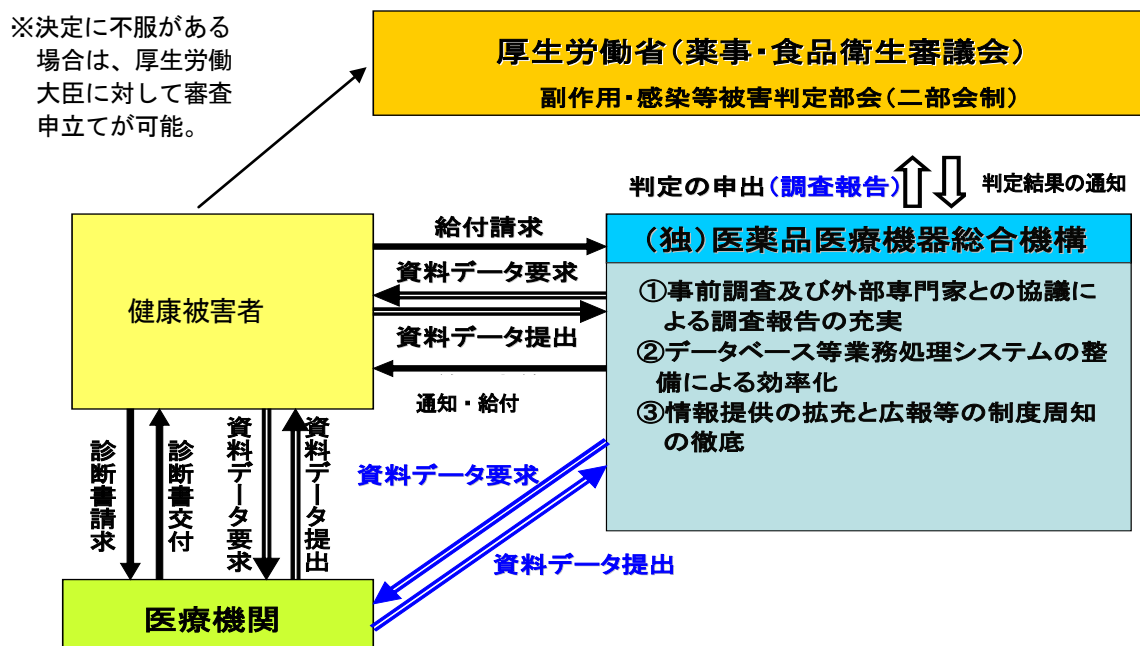 ※決定に不服がある
場合は、厚生労働
大臣に対して審査
申立てが可能。
厚生労働省（薬事・食品衛生審議会）
副作用・感染等被害判定部会（二部会制）
判定の申出（調査報告）
判定結果の通知
健康被害者
給付請求
資料データ要求
資料データ提出
通知・給付
（独）医薬品医療機器総合機構
①事前調査及び外部専門家との協議に
よる調査報告の充実
②データベース等業務処理システムの整
備による効率化
③情報提供の拡充と広報等の制度周知
の徹底
診断書請求
診断書交付
資料データ要求
資料データ提出
資料データ要求
資料データ提出
医療機関